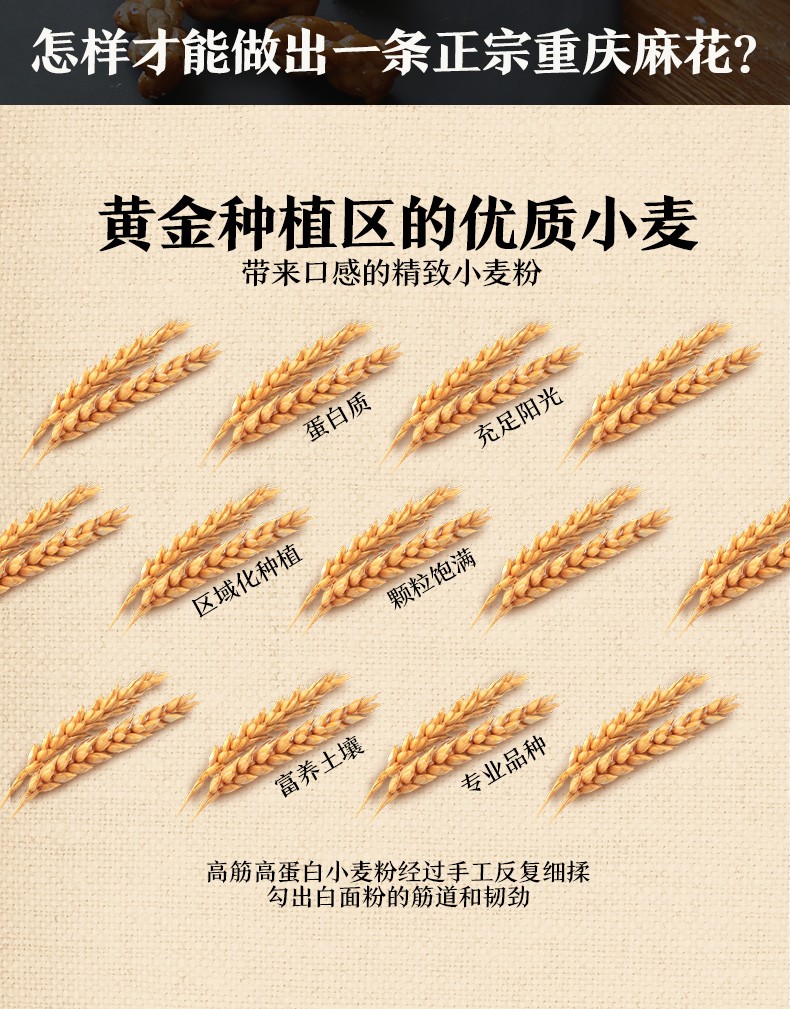 怎样才能做出一条正宗重庆麻花?
黄金种植区的优质小麦
带来口感的精致小麦粉
蛋白质
充足阳光
区域化种植
颗粒饱满
富养土壤
专业品种
高筋高蛋白小麦粉经过手工反复细揉
勾出白面粉的筋道和韧劲